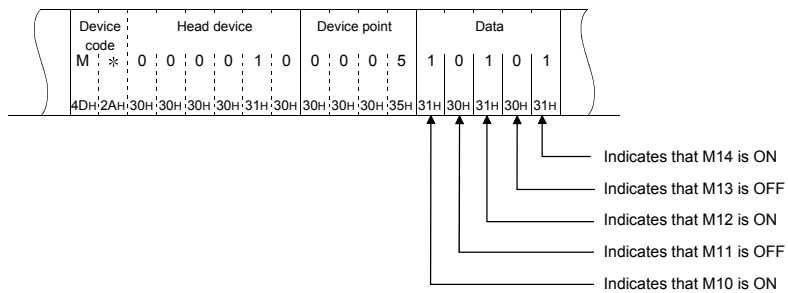 Device code Head device Device point Data
M * 0 0 0 0 1 0 0 0 0 5 1 0 1 0 1
4DH 2AH 30H 30H 30H 30H 31H 30H 30H 30H 30H 35H 31H 30H 31H 30H 31H
Indicates that M14 is ON
Indicates that M13 is OFF
Indicates that M12 is ON
Indicates that M11 is OFF
Indicates that M10 is ON